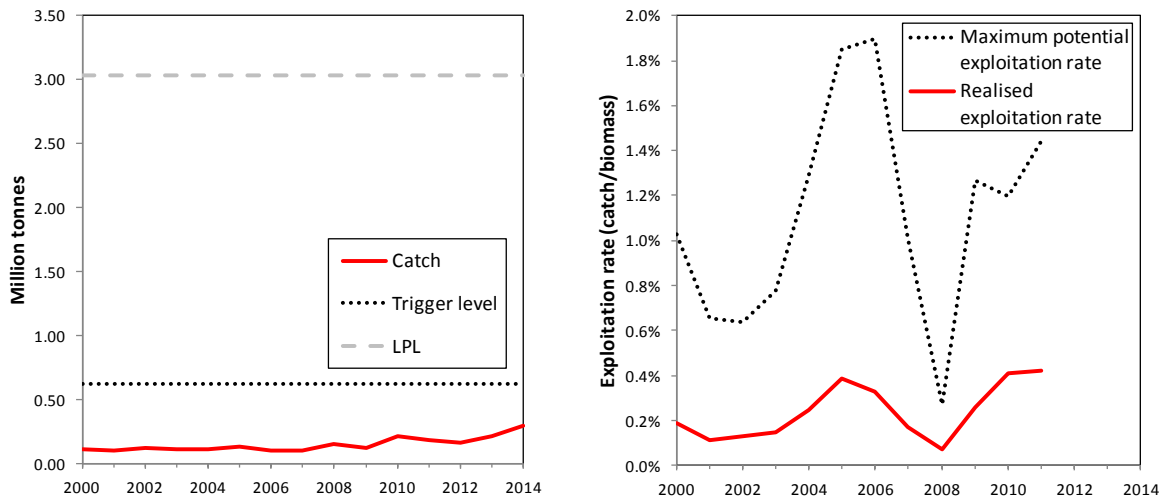 Million tonnes
3.50
3.00
2.50
2.00
1.50
1.00
0.50
0.00
2000 2002 2004 2006 2008 2010 2012 2014
Catch
Trigger level
LPL
Exploitation rate (catch/biomass)
2.0%
1.8%
1.6%
1.4%
1.2%
1.0%
0.8%
0.6%
0.4%
0.2%
0.0%
2000 2002 2004 2006 2008 2010 2012 2014
Maximum potential
exploitation rate
Realised
exploitation rate